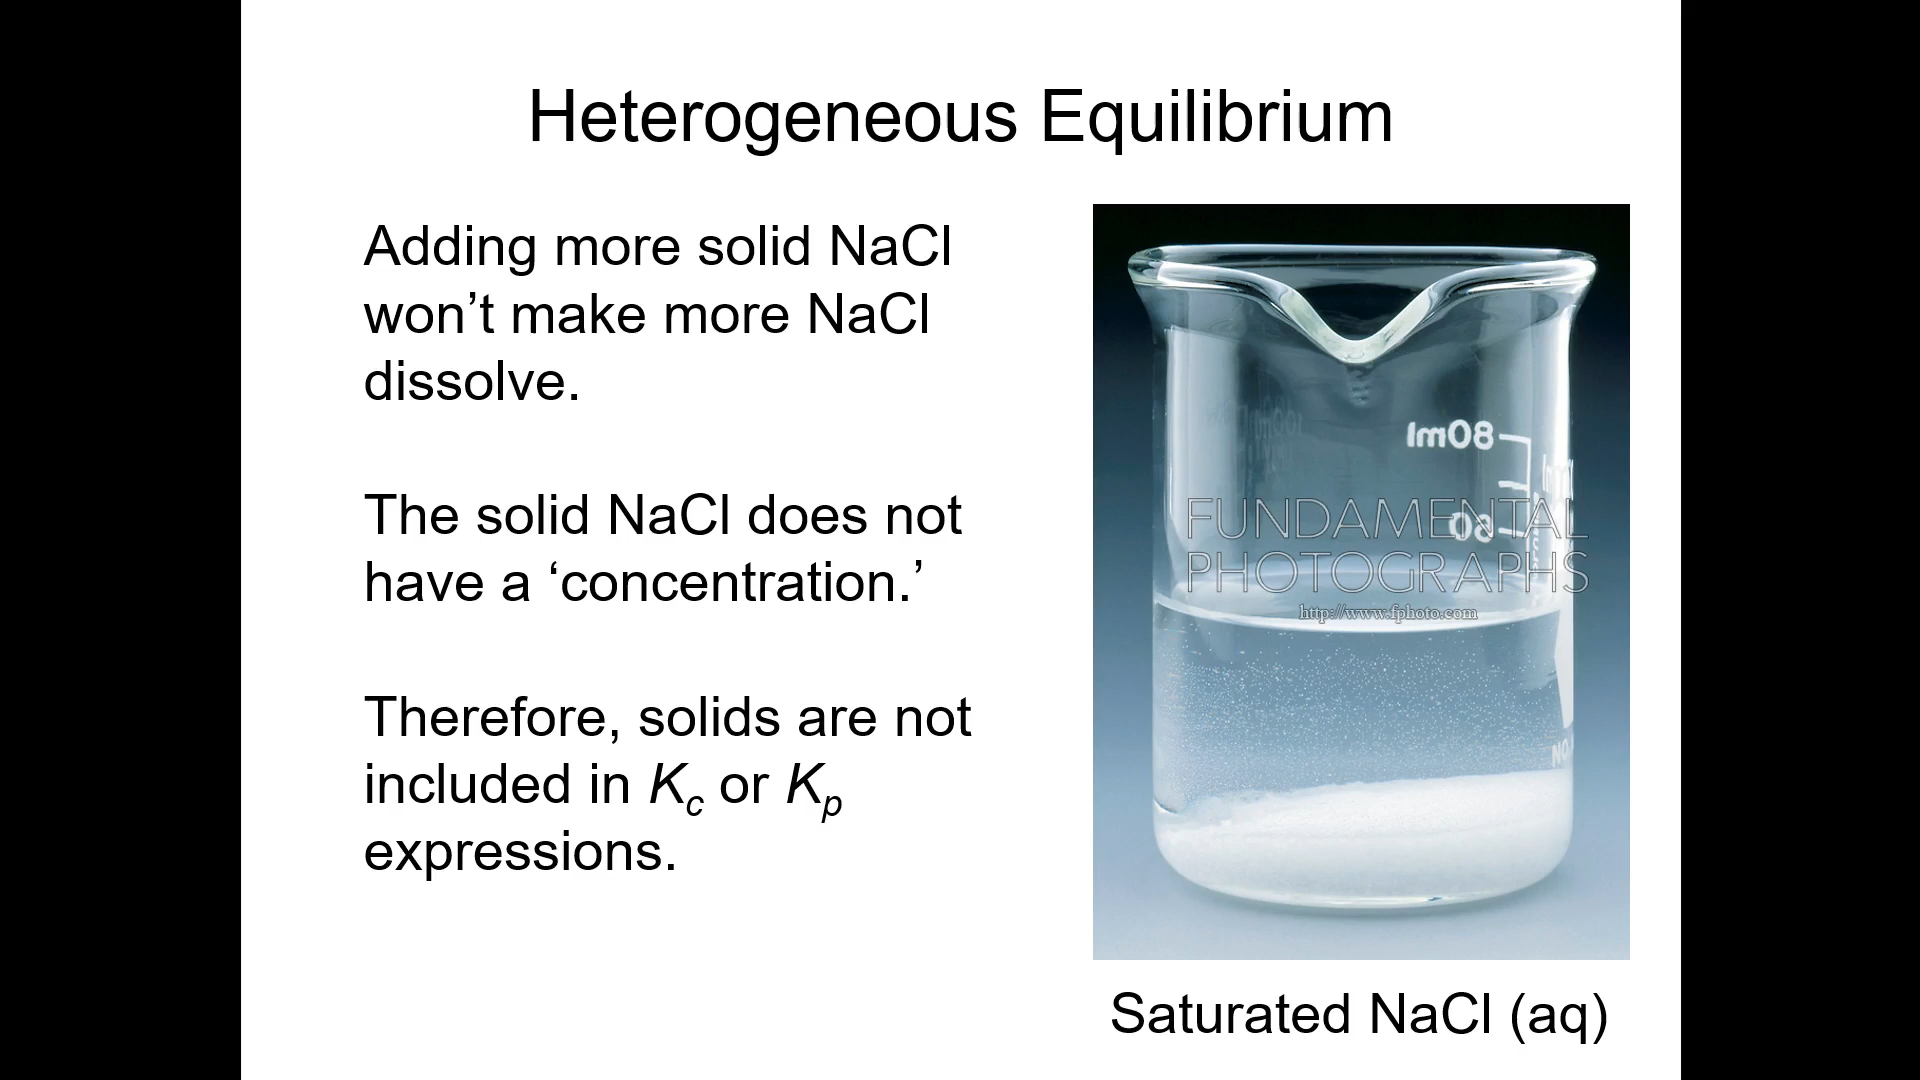 Heterogeneous Equilibrium
Adding more solid NaCl
won’t make more NaCl
dissolve.
The solid NaCl does not
have a ‘concentration.’
Therefore, solids are not
included in Kc or Kp
expressions.
80ml
60
FUNDAMENTAL
PHOTOGRAPHS
http://www.fphoto.com
Saturated NaCl (aq)